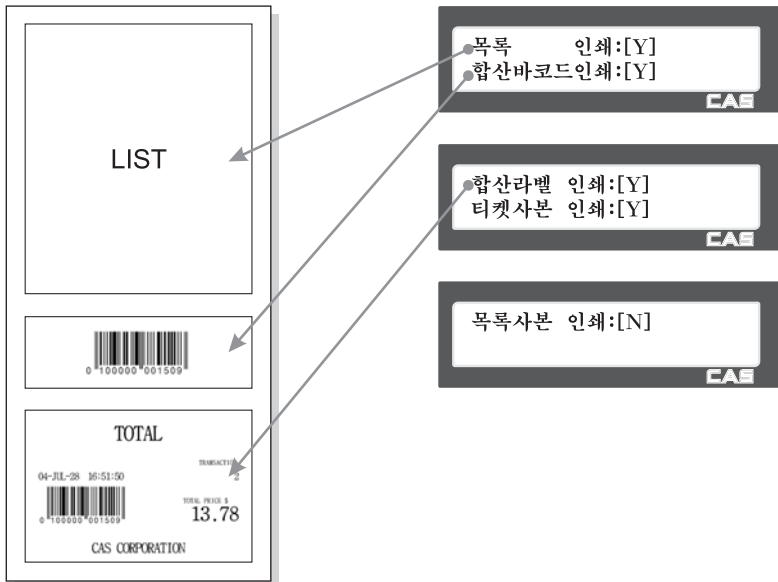 LIST
0 100000 001509
TOTAL
TRANSACTION
04-JUL-28 16:51:50
2
0 100000 001509
TOTAL PRICE $
13.78
CAS CORPORATION
목록 인쇄:[Y]
합산바코드인쇄:[Y]
CAS
합산라벨 인쇄:[Y]
티켓사본 인쇄:[Y]
CAS
목록사본 인쇄:[N]
CAS